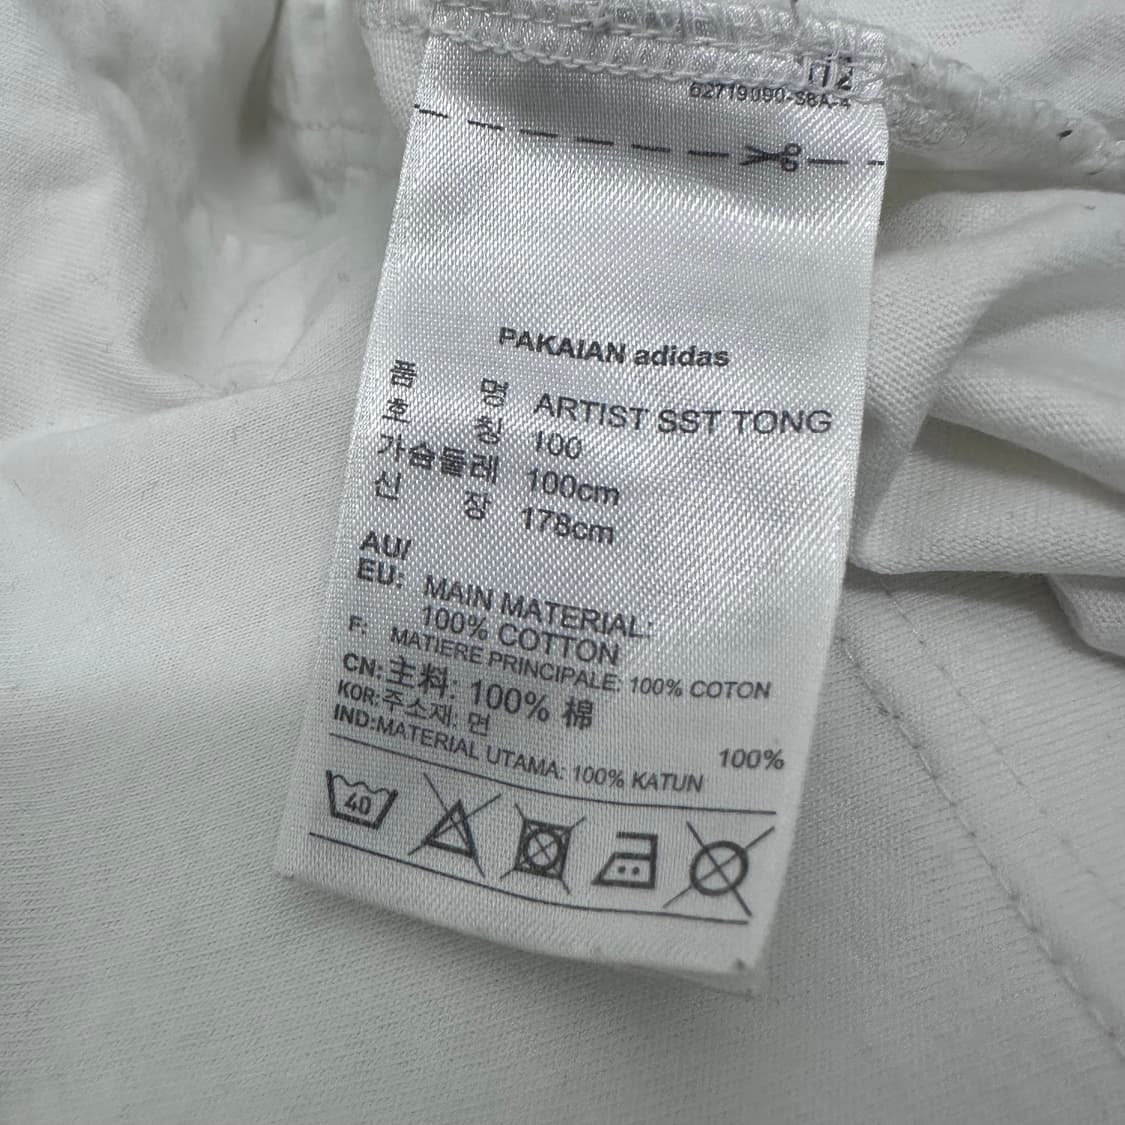 02719090-S8A-4
PAKAIAN adidas
품 명 ARTIST SST TONG
호 칭 100
가슴둘레 100cm
신 장 178cm
AU/
EU: MAIN MATERIAL:
100% COTTON
F: MATIERE PRINCIPALE: 100% COTON
CN: 主料: 100% 棉
KOR: 주소재: 면 100%
IND: MATERIAL UTAMA: 100% KATUN
40